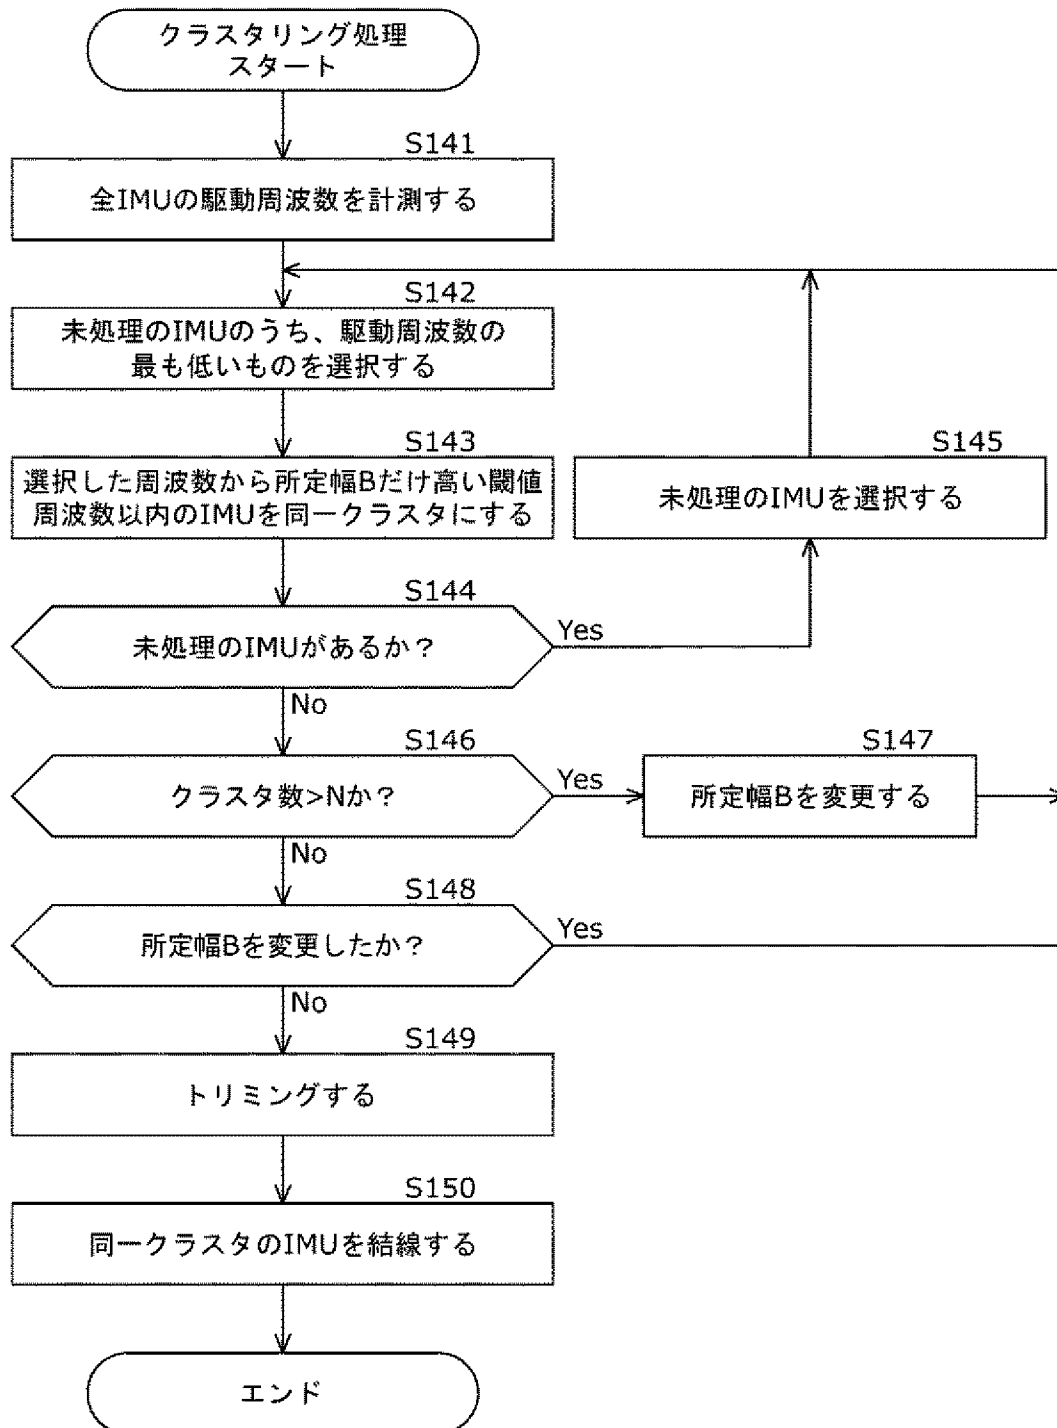 クラスタリング処理
スタート
S141
全IMUの駆動周波数を計測する
S142
未処理のIMUのうち、駆動周波数の
最も低いものを選択する
S143
選択した周波数から所定幅Bだけ高い閾値
周波数以内のIMUを同一クラスタにする
S145
未処理のIMUを選択する
S144
未処理のIMUがあるか？
Yes
No
S146
クラスタ数>Nか？
Yes
No
S147
所定幅Bを変更する
S148
所定幅Bを変更したか？
Yes
No
S149
トリミングする
S150
同一クラスタのIMUを結線する
エンド